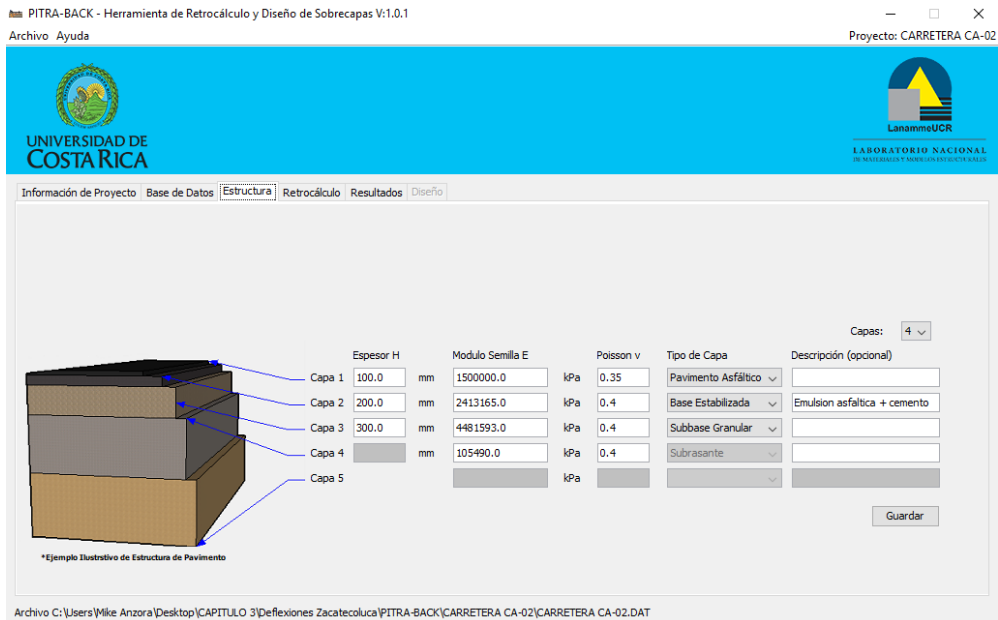 PITRA-BACK - Herramienta de Retrocálculo y Diseño de Sobrecapas V:1.0.1
Archivo Ayuda
Proyecto: CARRETERA CA-02
UNIVERSIDAD DE
COSTA RICA
LanammeUCR
LABORATORIO NACIONAL
DE MATERIALES Y MODELOS ESTRUCTURALES
Información de Proyecto Base de Datos Estructura Retrocálculo Resultados Diseño
Capas: 4
Espesor H Modulo Semilla E Poisson v Tipo de Capa Descripción (opcional)
Capa 1 100.0 mm 1500000.0 kPa 0.35 Pavimento Asfáltico
Capa 2 200.0 mm 2413165.0 kPa 0.4 Base Estabilizada Emulsion asfaltica + cemento
Capa 3 300.0 mm 4481593.0 kPa 0.4 Subbase Granular
Capa 4 mm 105490.0 kPa 0.4 Subrasante
Capa 5 kPa
Guardar
*Ejemplo Ilustrstivo de Estructura de Pavimento
Archivo C:\Users\Mike Anzora\Desktop\CAPITULO 3\Deflexiones Zacatecoluca\PITRA-BACK\CARRETERA CA-02\CARRETERA CA-02.DAT